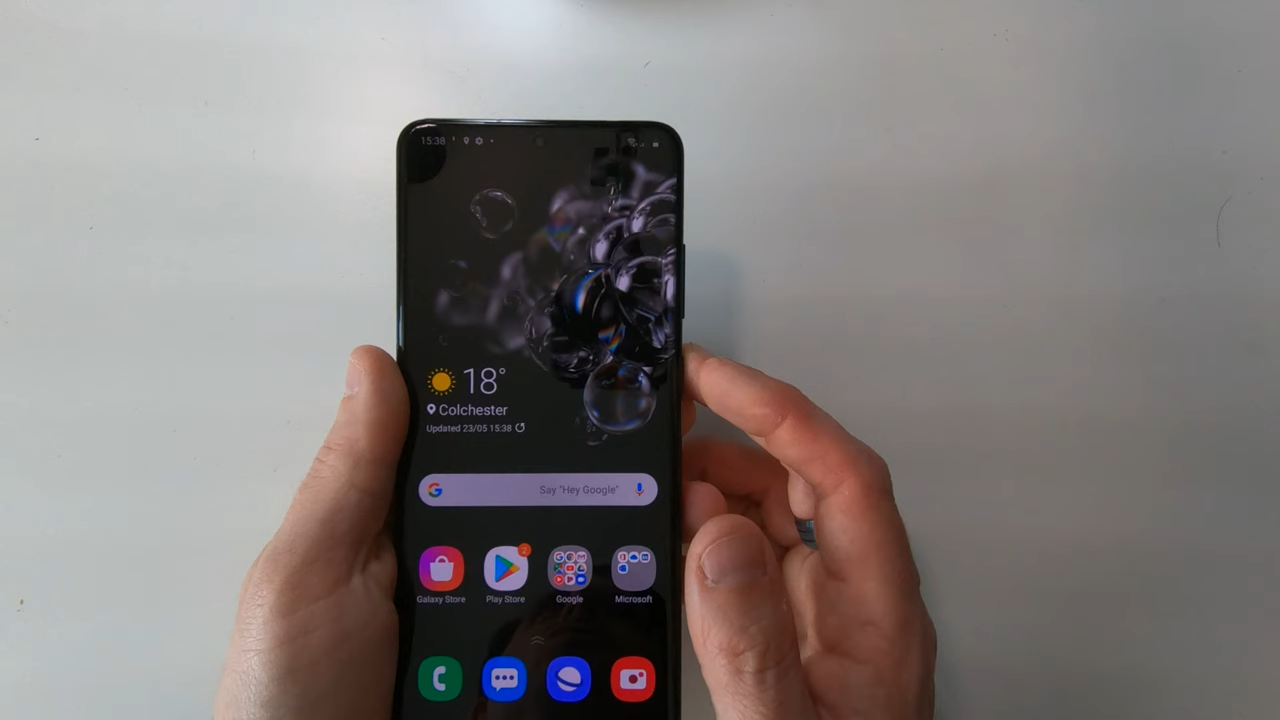 15:38
18°
Colchester
Updated 23/05 15:38
G Say "Hey Google"
2
Galaxy Store Play Store Google Microsoft